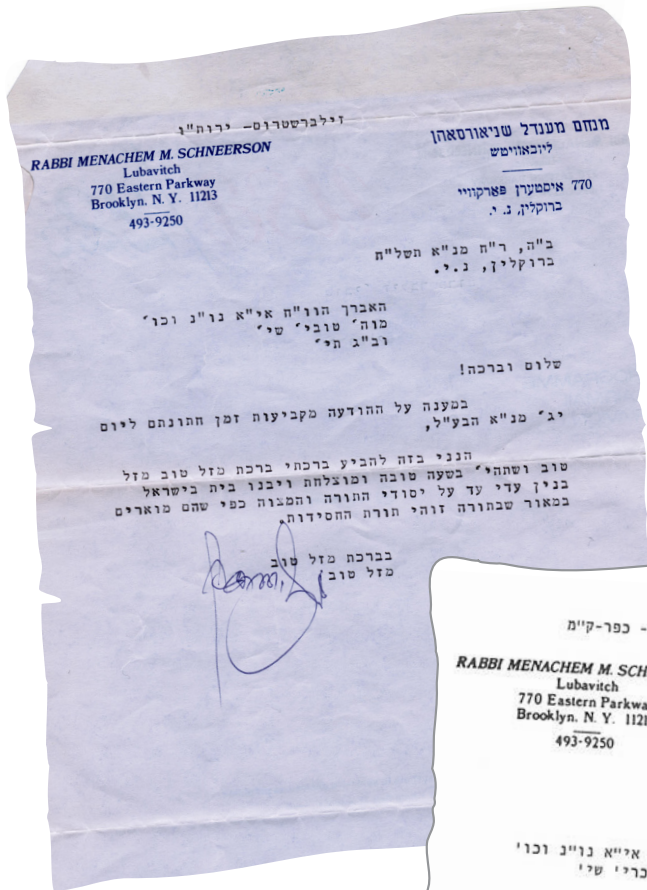 זילברשטרום- ירות"ו
RABBI MENACHEM M. SCHNEERSON
Lubavitch
770 Eastern Parkway
Brooklyn, N. Y. 11213
493-9250
מנחם מענדל שניאורסאהן
ליובאוויטש
770 איסטערן פארקוויי
ברוקלין, נ. י.
ב"ה, ר"ח מנ"א תשל"ח
ברוקלין, נ.י.
האברך הוו"ח אי"א נו"נ וכו'
מוה' טובי' שי'
וב"ג תי'
שלום וברכה!
במענה על ההודעה מקביעות זמן חתונתם ליום
יג' מנ"א הבע"ל,
הנני בזה להביע ברכתי ברכת מזל טוב מזל
טוב ושתהי' בשעה טובה ומוצלחת ויבנו בית בישראל
בנין עדי עד על יסודי התורה והמצוה כפי שהם מוארים
במאור שבתורה זוהי תורת החסידות.
בברכת מזל טוב
מזל טוב
- כפר-קיימ
RABBI MENACHEM M. SCH
Lubavitch
770 Eastern Parkwa
Brooklyn. N. Y. 112
493-9250
אי"א נו"נ וכו'
כרי' שי'